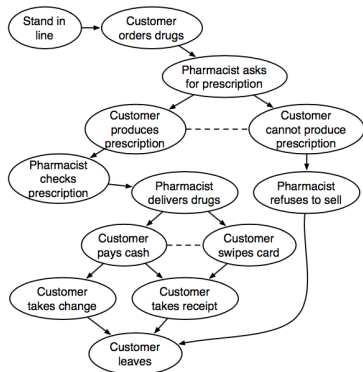 Stand in
line
Customer
orders drugs
Pharmacist asks
for prescription
Customer
produces
prescription
Customer
cannot produce
prescription
Pharmacist
checks
prescription
Pharmacist
delivers drugs
Pharmacist
refuses to sell
Customer
pays cash
Customer
swipes card
Customer
takes change
Customer
takes receipt
Customer
leaves